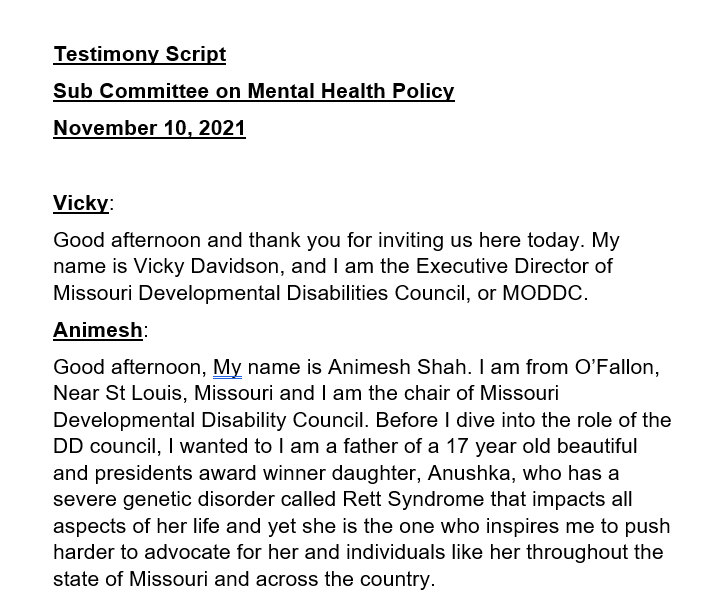 Testimony Script
Sub Committee on Mental Health Policy
November 10, 2021
Vicky:
Good afternoon and thank you for inviting us here today. My
name is Vicky Davidson, and I am the Executive Director of
Missouri Developmental Disabilities Council, or MODDC.
Animesh:
Good afternoon, My name is Animesh Shah. I am from O’Fallon,
Near St Louis, Missouri and I am the chair of Missouri
Developmental Disability Council. Before I dive into the role of the
DD council, I wanted to I am a father of a 17 year old beautiful
and presidents award winner daughter, Anushka, who has a
severe genetic disorder called Rett Syndrome that impacts all
aspects of her life and yet she is the one who inspires me to push
harder to advocate for her and individuals like her throughout the
state of Missouri and across the country.